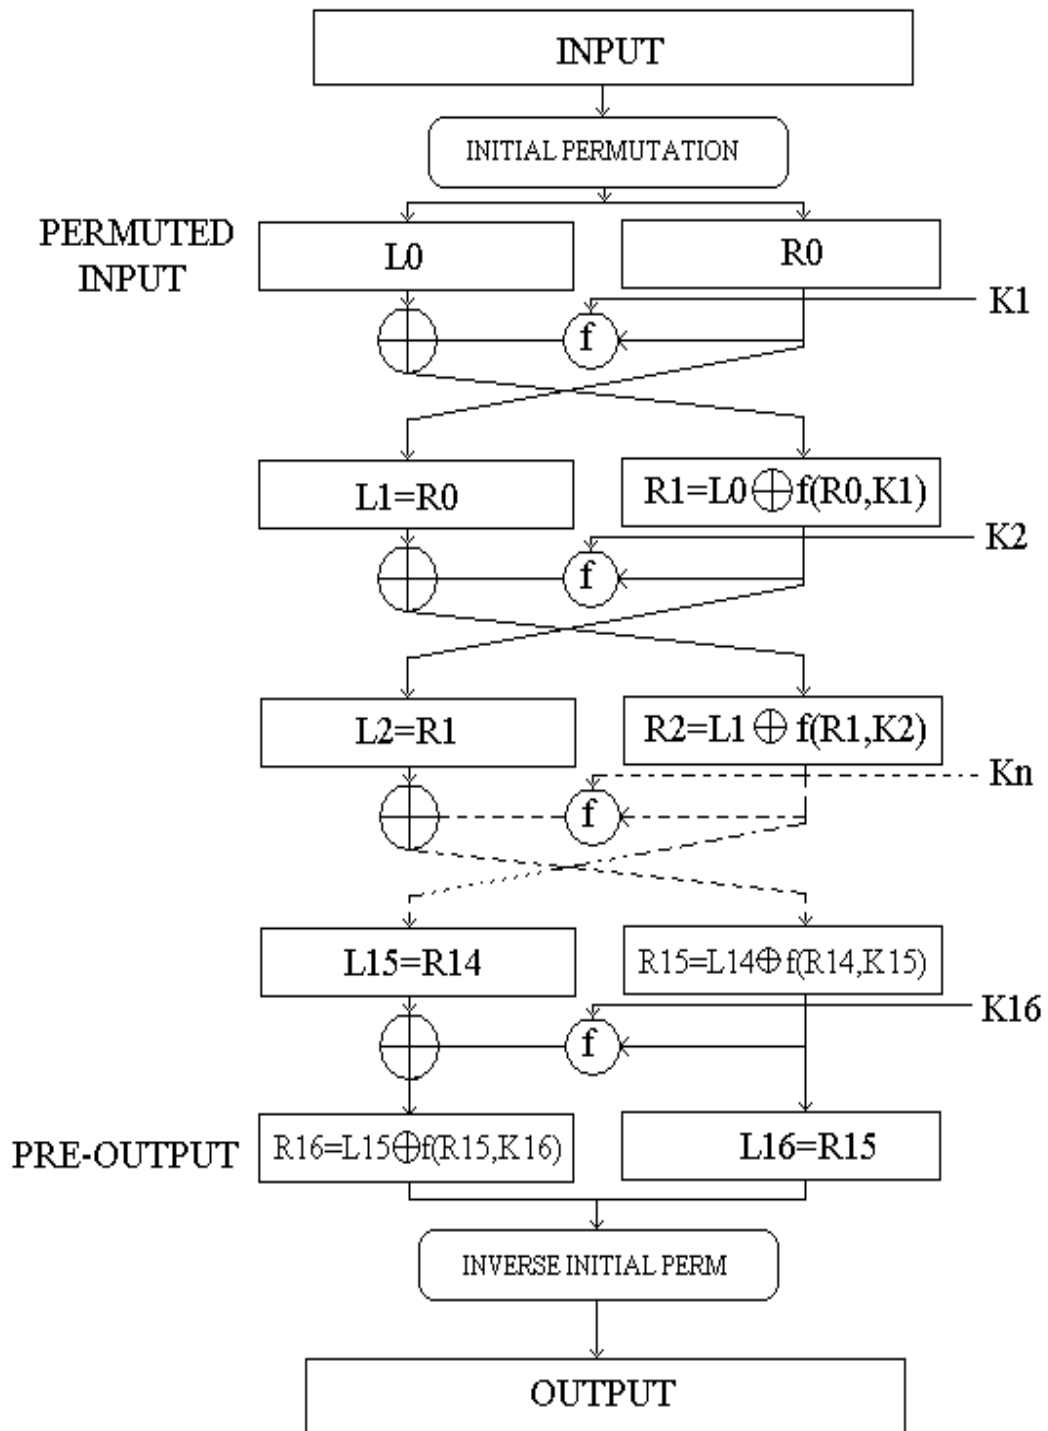 INPUT
INITIAL PERMUTATION
PERMUTED
INPUT
L0
R0
K1
f
L1=R0
R1=L0⊕f(R0,K1)
K2
f
L2=R1
R2=L1⊕f(R1,K2)
Kn
f
L15=R14
R15=L14⊕f(R14,K15)
K16
f
PRE-OUTPUT
R16=L15⊕f(R15,K16)
L16=R15
INVERSE INITIAL PERM
OUTPUT